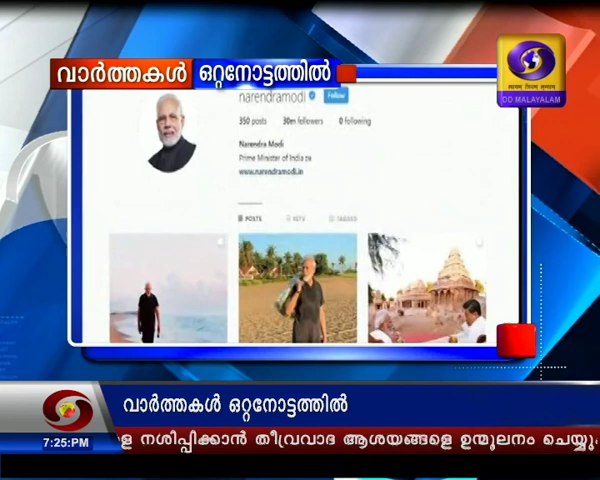 വാർത്തകൾ ഒറ്റനോട്ടത്തിൽ
DD MALAYALAM
narendramodi Follow
350 posts 30m followers 0 following
Narendra Modi
Prime Minister of India
www.narendramodi.in
POSTS IGTV TAGGED
വാർത്തകൾ ഒറ്റനോട്ടത്തിൽ
7:25:PM
നശിപ്പിക്കാൻ തീവ്രവാദ ആശയങ്ങളെ ഉന്മൂലനം